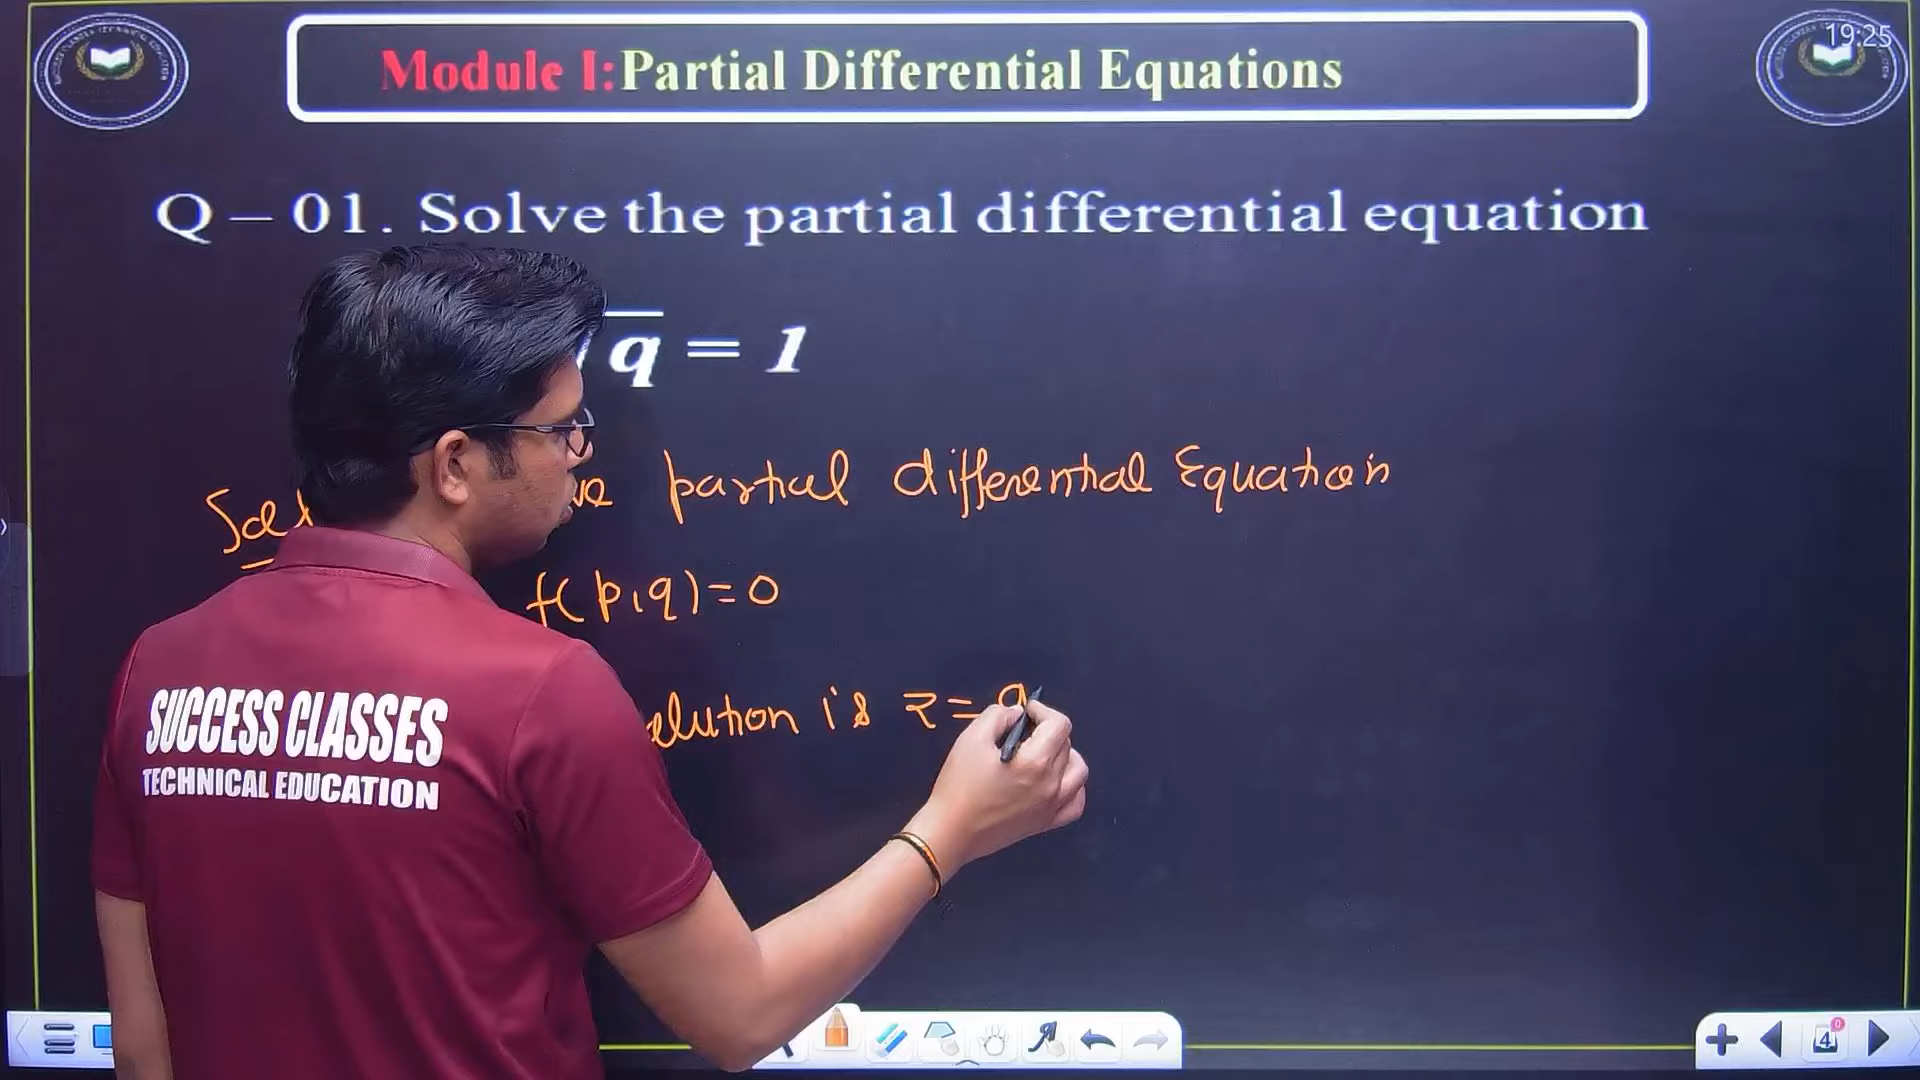 19:25
Module I:Partial Differential Equations
Q – 01. Solve the partial differential equation
q = 1
partial differential Equation
f(p,q)=0
is z=a
SUCCESS CLASSES
TECHNICAL EDUCATION
4
0